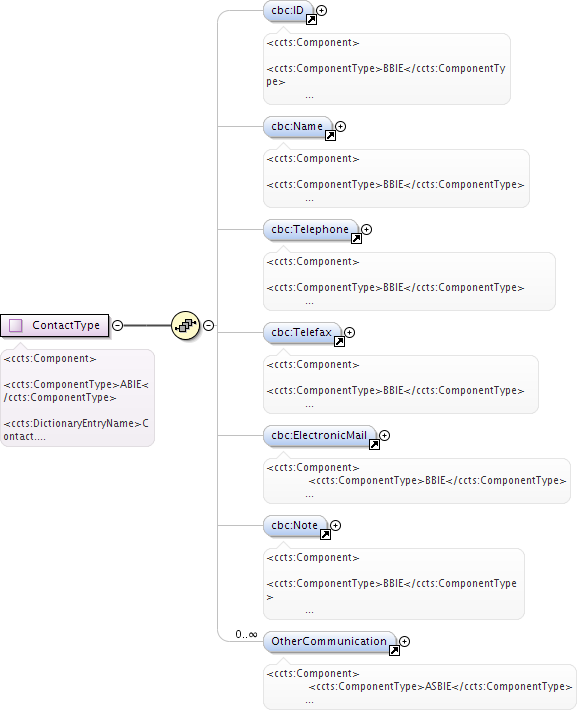 cbc:ID
<ccts:Component>
<ccts:ComponentType>BBIE</ccts:ComponentTy
pe>
...
cbc:Name
<ccts:Component>
<ccts:ComponentType>BBIE</ccts:ComponentType>
...
cbc:Telephone
<ccts:Component>
<ccts:ComponentType>BBIE</ccts:ComponentType>
...
ContactType
<ccts:Component>
<ccts:ComponentType>ABIE<
/ccts:ComponentType>
<ccts:DictionaryEntryName>C
ontact....
cbc:Telefax
<ccts:Component>
<ccts:ComponentType>BBIE</ccts:ComponentType>
...
cbc:ElectronicMail
<ccts:Component>
<ccts:ComponentType>BBIE</ccts:ComponentType>
...
cbc:Note
<ccts:Component>
<ccts:ComponentType>BBIE</ccts:ComponentType
>
...
0..∞
OtherCommunication
<ccts:Component>
<ccts:ComponentType>ASBIE</ccts:ComponentType>
...